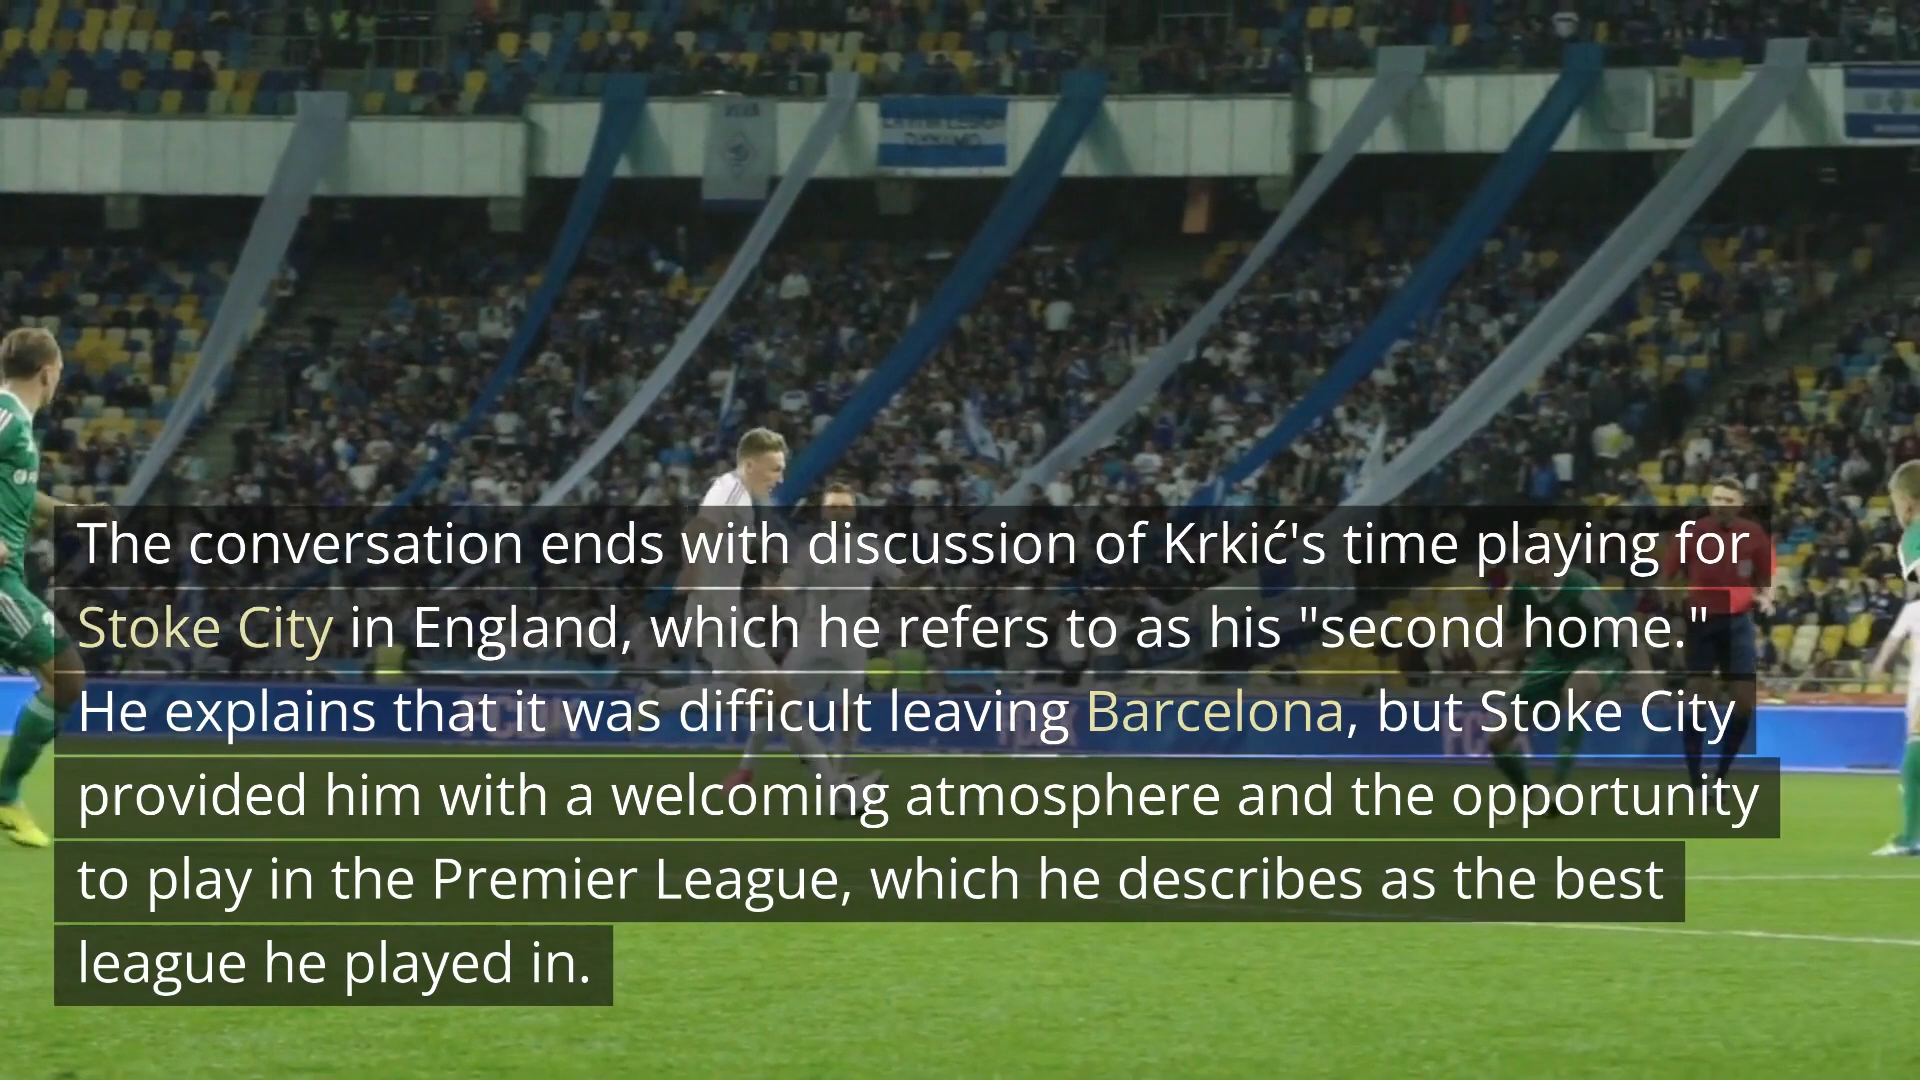 VIVA
DYNAMO
The conversation ends with discussion of Krkić's time playing for
Stoke City in England, which he refers to as his "second home."
He explains that it was difficult leaving Barcelona, but Stoke City
provided him with a welcoming atmosphere and the opportunity
to play in the Premier League, which he describes as the best
league he played in.